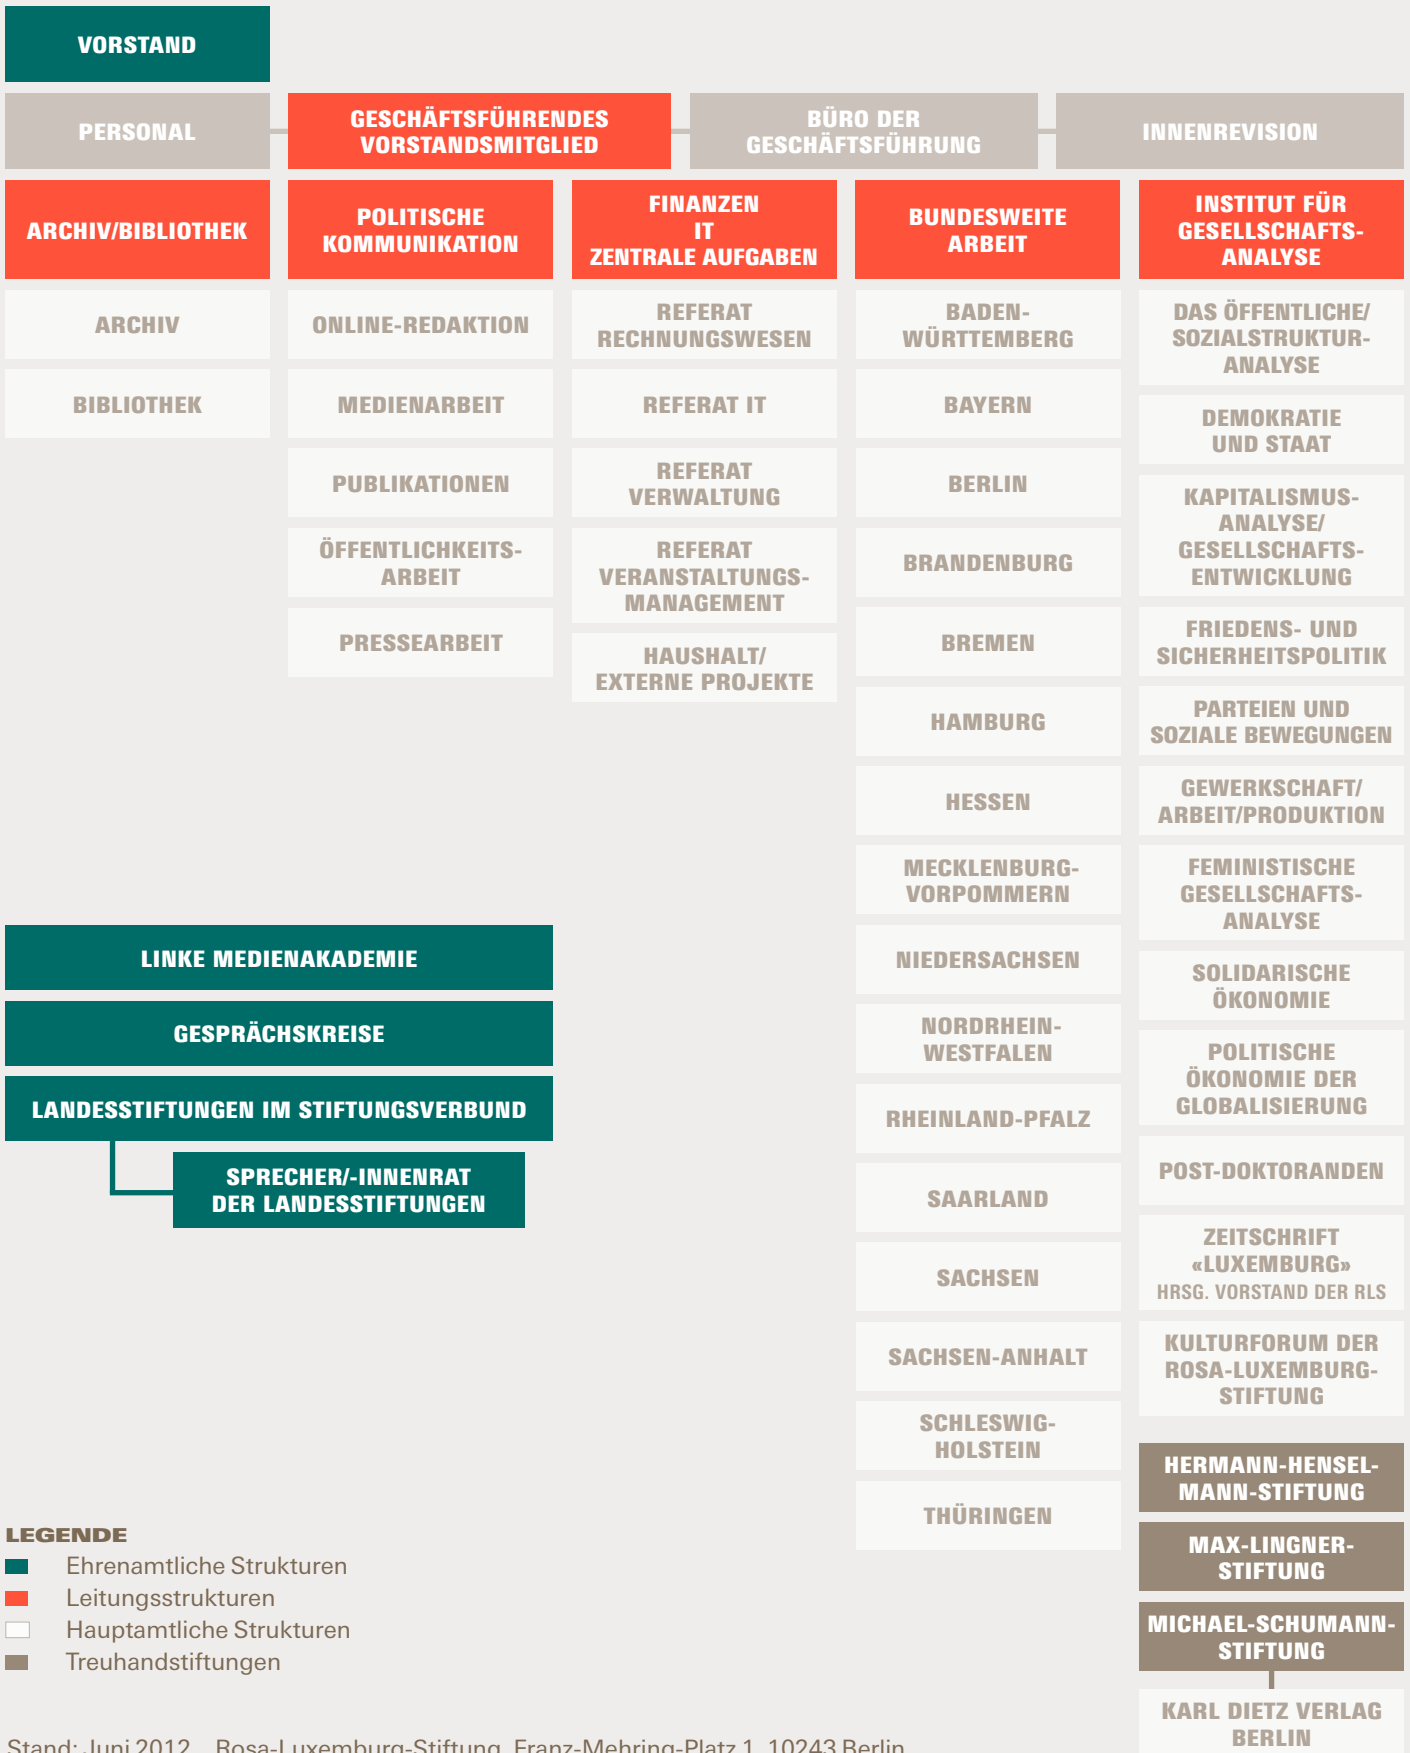 VORSTAND
PERSONAL
GESCHÄFTSFÜHRENDES
VORSTANDSMITGLIED
BÜRO DER
GESCHÄFTSFÜHRUNG
INNENREVISION
ARCHIV/BIBLIOTHEK
ARCHIV
BIBLIOTHEK
POLITISCHE
KOMMUNIKATION
ONLINE-REDAKTION
MEDIENARBEIT
PUBLIKATIONEN
ÖFFENTLICHKEITS-
ARBEIT
PRESSEARBEIT
FINANZEN
IT
ZENTRALE AUFGABEN
REFERAT
RECHNUNGSWESEN
REFERAT IT
REFERAT
VERWALTUNG
REFERAT
VERANSTALTUNGS-
MANAGEMENT
HAUSHALT/
EXTERNE PROJEKTE
BUNDESWEITE
ARBEIT
BADEN-
WÜRTTEMBERG
BAYERN
BERLIN
BRANDENBURG
BREMEN
HAMBURG
HESSEN
MECKLENBURG-
VORPOMMERN
NIEDERSACHSEN
NORDRHEIN-
WESTFALEN
RHEINLAND-PFALZ
SAARLAND
SACHSEN
SACHSEN-ANHALT
SCHLESWIG-
HOLSTEIN
THÜRINGEN
INSTITUT FÜR
GESELLSCHAFTS-
ANALYSE
DAS ÖFFENTLICHE/
SOZIALSTRUKTUR-
ANALYSE
DEMOKRATIE
UND STAAT
KAPITALISMUS-
ANALYSE/
GESELLSCHAFTS-
ENTWICKLUNG
FRIEDENS- UND
SICHERHEITSPOLITIK
PARTEIEN UND
SOZIALE BEWEGUNGEN
GEWERKSCHAFT/
ARBEIT/PRODUKTION
FEMINISTISCHE
GESELLSCHAFTS-
ANALYSE
SOLIDARISCHE
ÖKONOMIE
POLITISCHE
ÖKONOMIE DER
GLOBALISIERUNG
POST-DOKTORANDEN
ZEITSCHRIFT
«LUXEMBURG»
HRSG. VORSTAND DER RLS
KULTURFORUM DER
ROSA-LUXEMBURG-
STIFTUNG
HERMANN-HENSEL-
MANN-STIFTUNG
MAX-LINGNER-
STIFTUNG
MICHAEL-SCHUMANN-
STIFTUNG
KARL DIETZ VERLAG
BERLIN
LINKE MEDIENAKADEMIE
GESPRÄCHSKREISE
LANDESSTIFTUNGEN IM STIFTUNGSVERBUND
SPRECHER/-INNENRAT
DER LANDESSTIFTUNGEN
LEGENDE
Ehrenamtliche Strukturen
Leitungsstrukturen
Hauptamtliche Strukturen
Treuhandstiftungen
Stand: Juni 2012 Rosa-Luxemburg-Stiftung, Franz-Mehring-Platz 1, 10243 Berlin